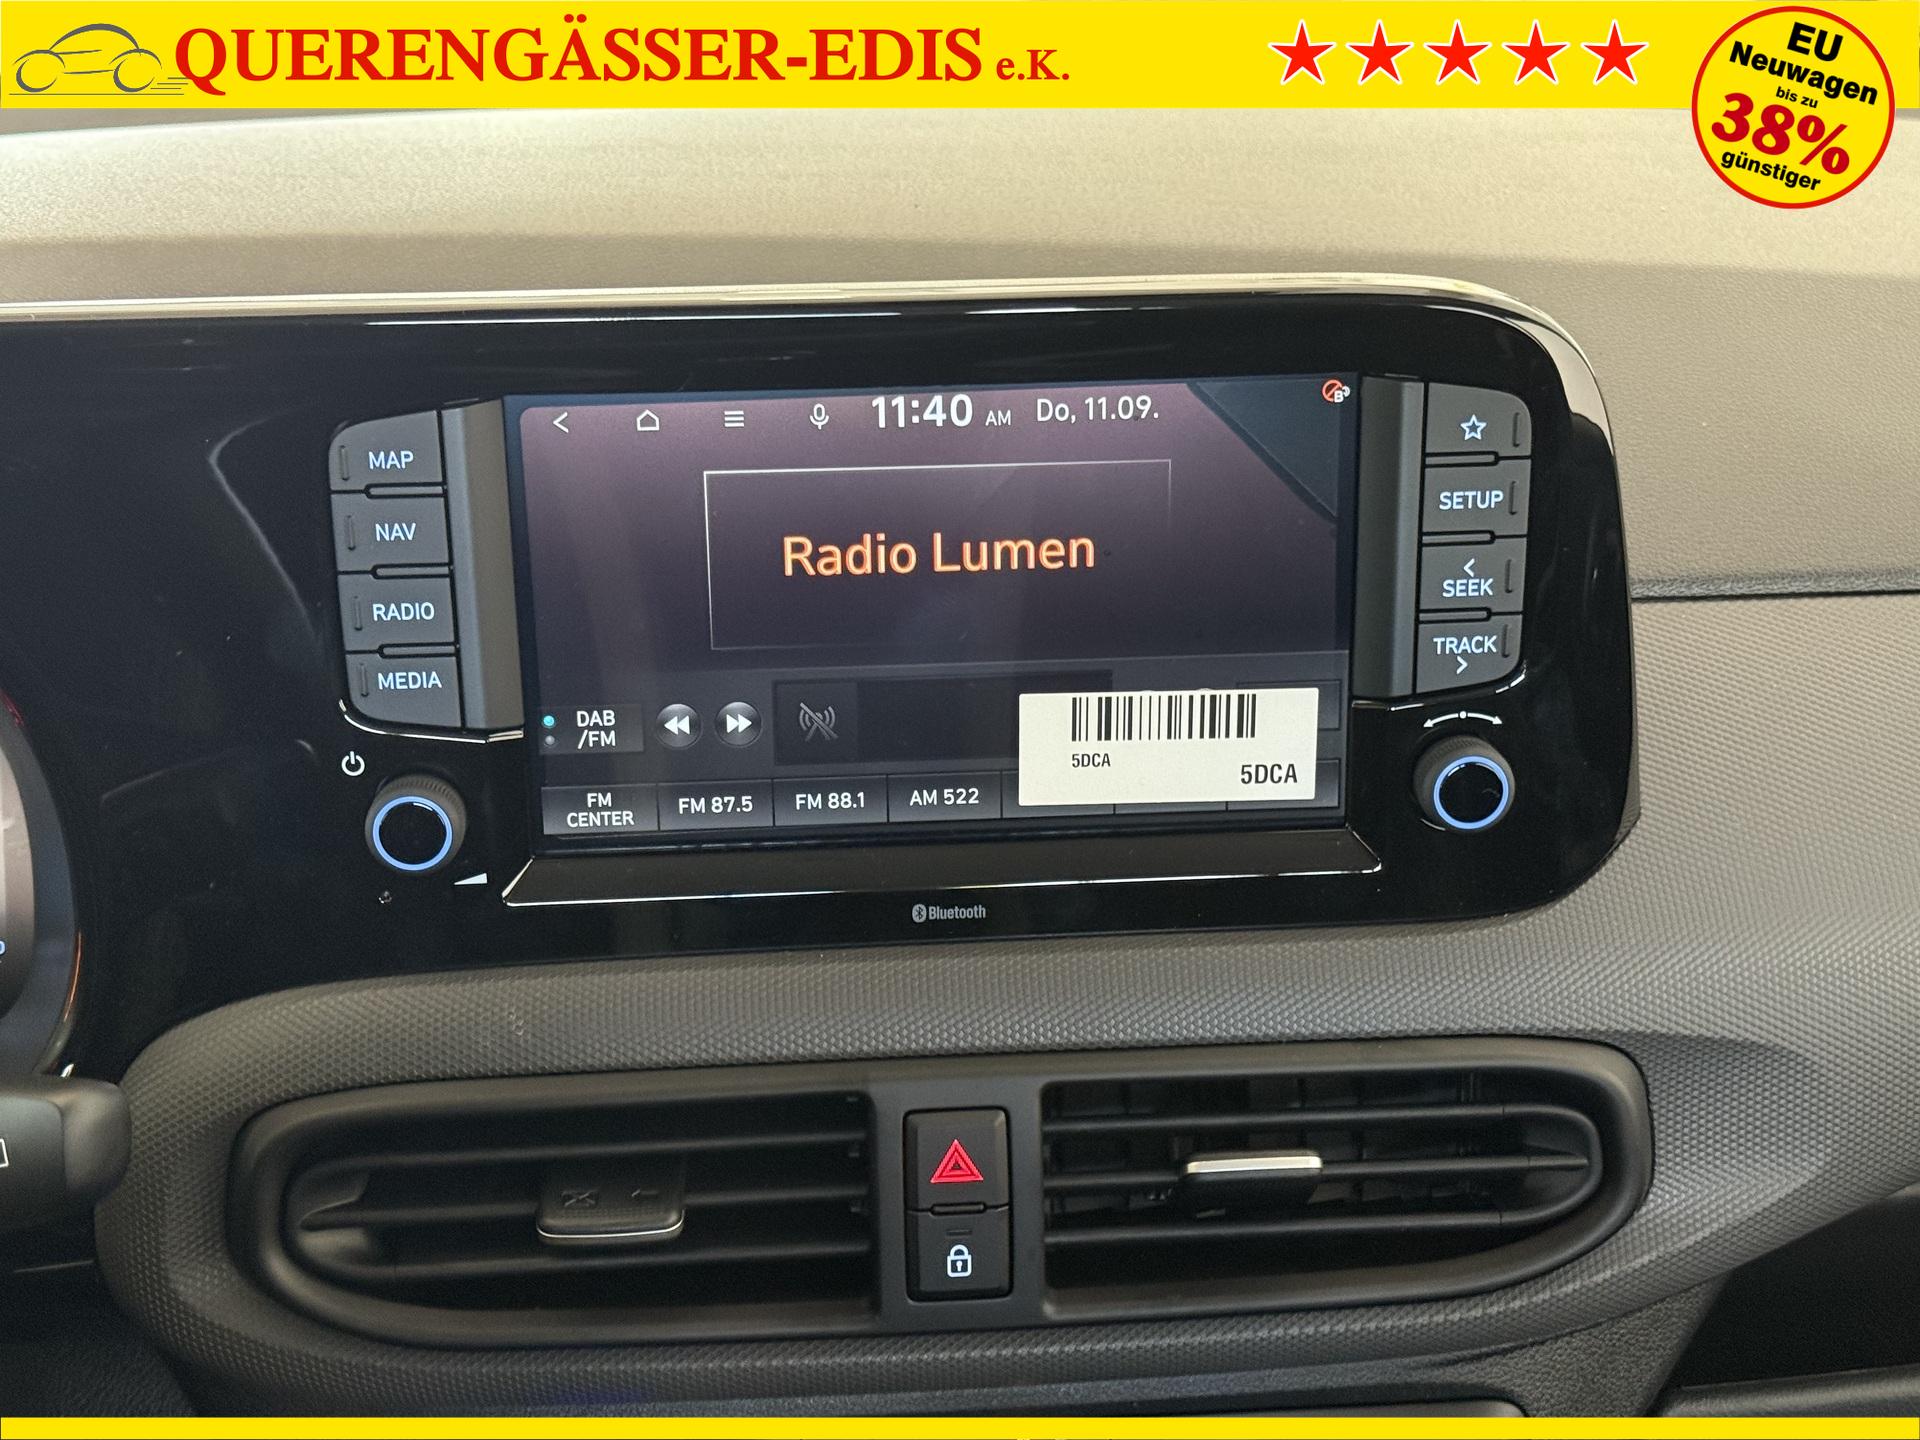 QUERENGÄSSER-EDIS e.K.
EU
Neuwagen
bis zu
38%
günstiger
11:40 AM Do, 11.09.
MAP
NAV
RADIO
MEDIA
SETUP
<
SEEK
TRACK
>
Radio Lumen
DAB
/FM
FM
CENTER
FM 87.5
FM 88.1
AM 522
5DCA
5DCA
Bluetooth